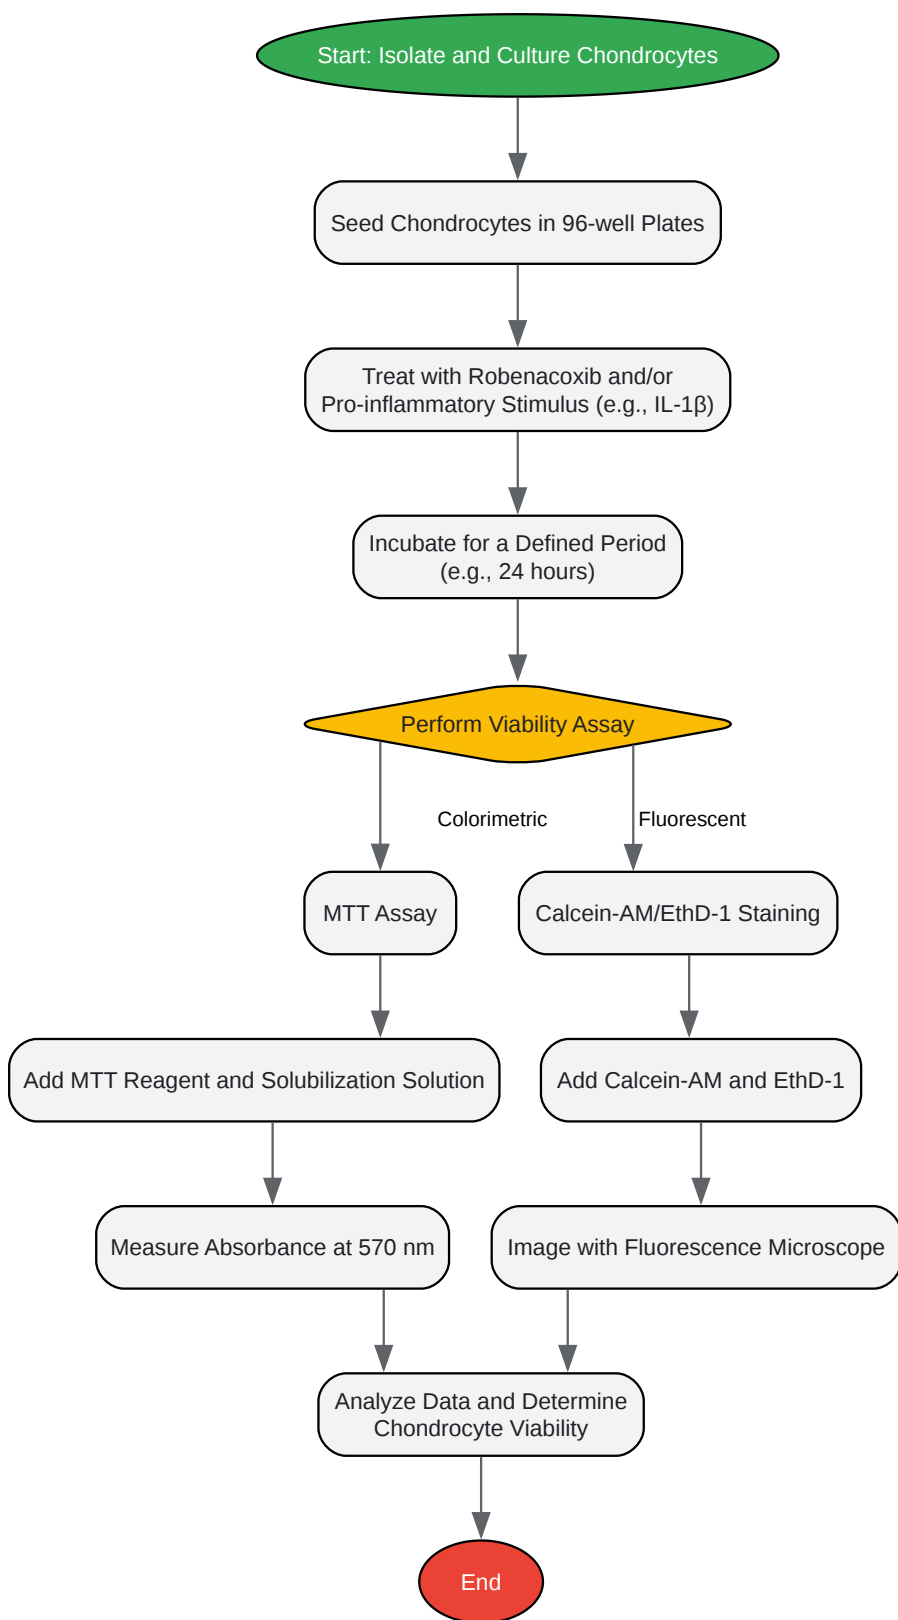 Start: Isolate and Culture Chondrocytes
Seed Chondrocytes in 96-well Plates
Treat with Robenacoxib and/or
Pro-inflammatory Stimulus (e.g., IL-1β)
Incubate for a Defined Period
(e.g., 24 hours)
Perform Viability Assay
Colorimetric
Fluorescent
MTT Assay
Calcein-AM/EthD-1 Staining
Add MTT Reagent and Solubilization Solution
Add Calcein-AM and EthD-1
Measure Absorbance at 570 nm
Image with Fluorescence Microscope
Analyze Data and Determine
Chondrocyte Viability
End